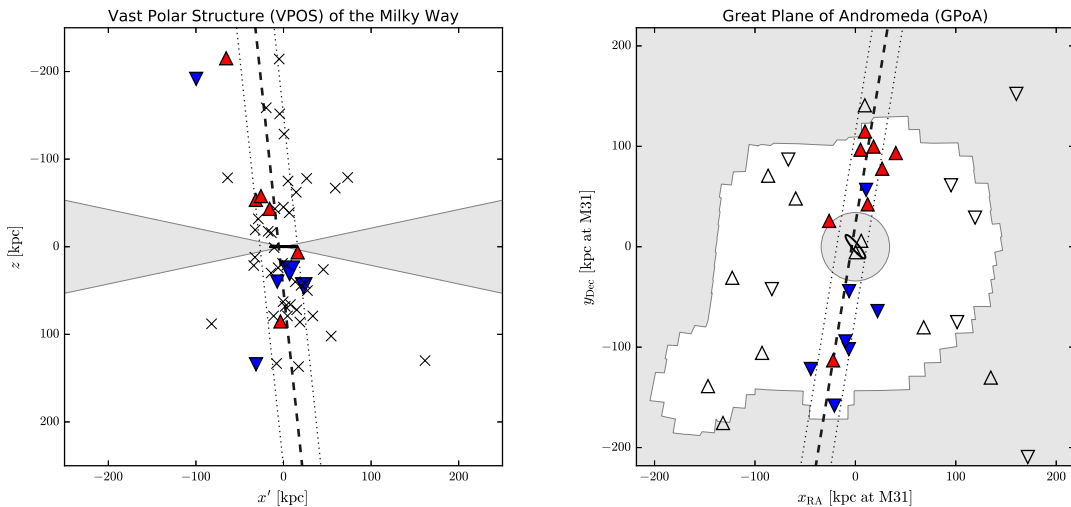 Vast Polar Structure (VPOS) of the Milky Way
−200
−100
0
100
200
z [kpc]
−200 −100 0 100 200
x′ [kpc]
Great Plane of Andromeda (GPoA)
200
100
0
−100
−200
yDec [kpc at M31]
−200 −100 0 100 200
xRA [kpc at M31]